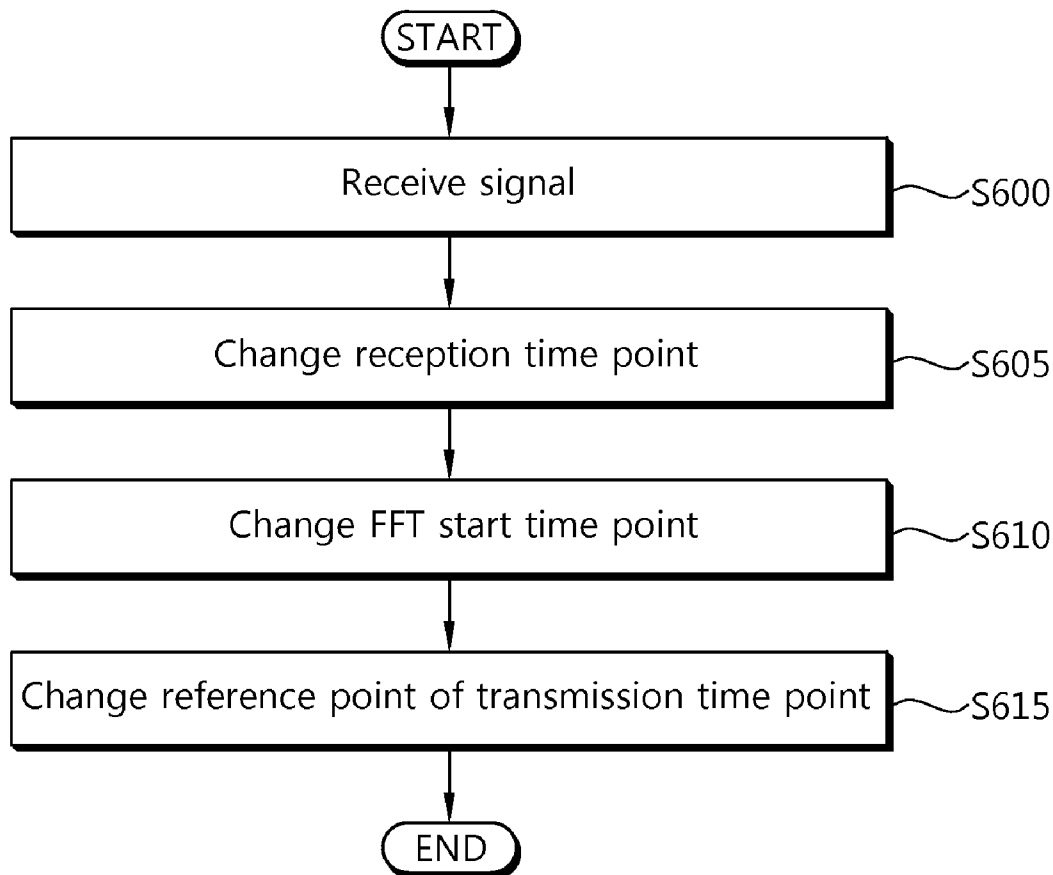 START
Receive signal
S600
Change reception time point
S605
Change FFT start time point
S610
Change reference point of transmission time point
S615
END